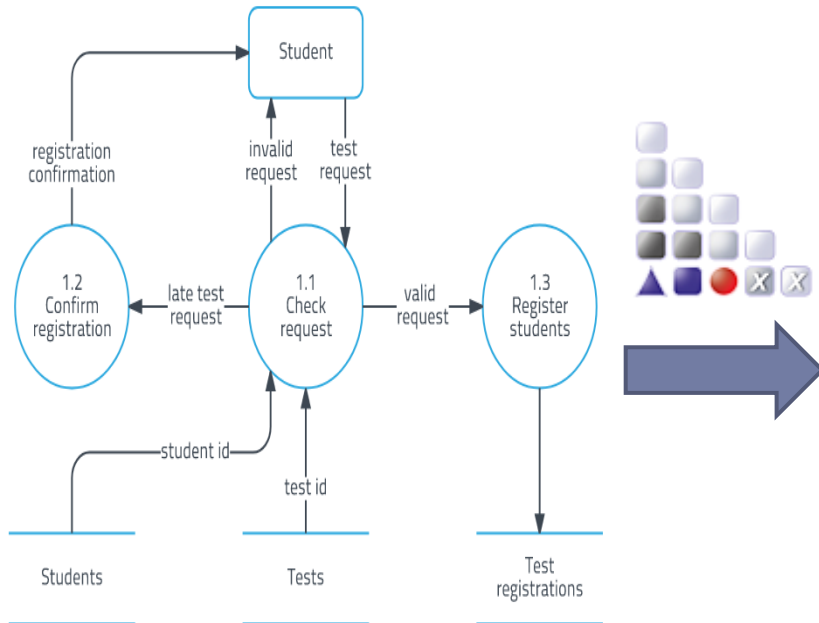 Student
registration
confirmation
invalid
request
test
request
1.2
Confirm
registration
late test
request
1.1
Check
request
valid
request
1.3
Register
students
X X
student id
test id
Students
Tests
Test
registrations